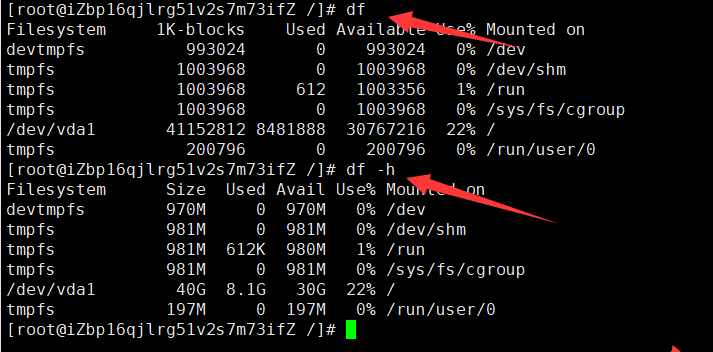 [root@iZbp16qjlrg51v2s7m73ifZ /]# df
Filesystem     1K-blocks    Used Available Use% Mounted on
devtmpfs          993024       0    993024   0% /dev
tmpfs            1003968       0   1003968   0% /dev/shm
tmpfs            1003968     612   1003356   1% /run
tmpfs            1003968       0   1003968   0% /sys/fs/cgroup
/dev/vda1       41152812 8481888  30767216  22% /
tmpfs             200796       0    200796   0% /run/user/0
[root@iZbp16qjlrg51v2s7m73ifZ /]# df -h
Filesystem      Size  Used Avail Use% Mounted on
devtmpfs        970M     0  970M   0% /dev
tmpfs           981M     0  981M   0% /dev/shm
tmpfs           981M  612K  980M   1% /run
tmpfs           981M     0  981M   0% /sys/fs/cgroup
/dev/vda1        40G  8.1G   30G  22% /
tmpfs           197M     0  197M   0% /run/user/0
[root@iZbp16qjlrg51v2s7m73ifZ /]#